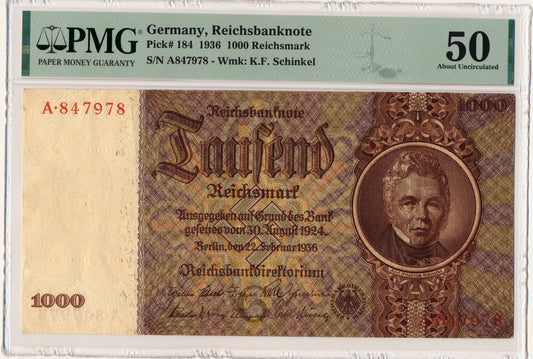 PMG
PAPER MONEY GUARANTY
Germany, Reichsbanknote
Pick# 184 1936 1000 Reichsmark
S/N A847978 - Wmk: K.F. Schinkel
50
About Uncirculated
A·847978
1000
Reichsbanknote
Tausend
Reichsmark
Ausgegeben auf Grund des Bank
gesetzes vom 30. August 1924.
Berlin, den 22. Februar 1936
Reichsbankdirektorium
1000
A·847978